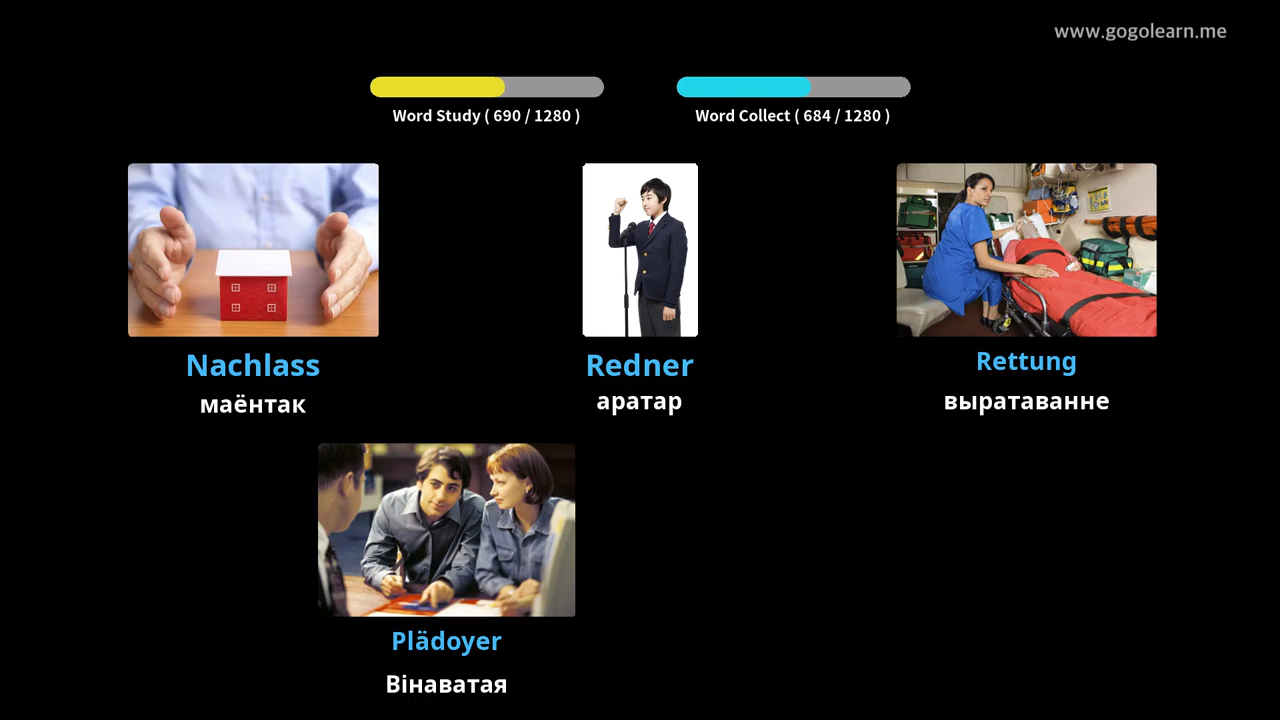 www.gogolearn.me
Word Study ( 690 / 1280 )
Word Collect ( 684 / 1280 )
Nachlass
маёнтак
Redner
аратар
Rettung
выратаванне
Plädoyer
Вінаватая